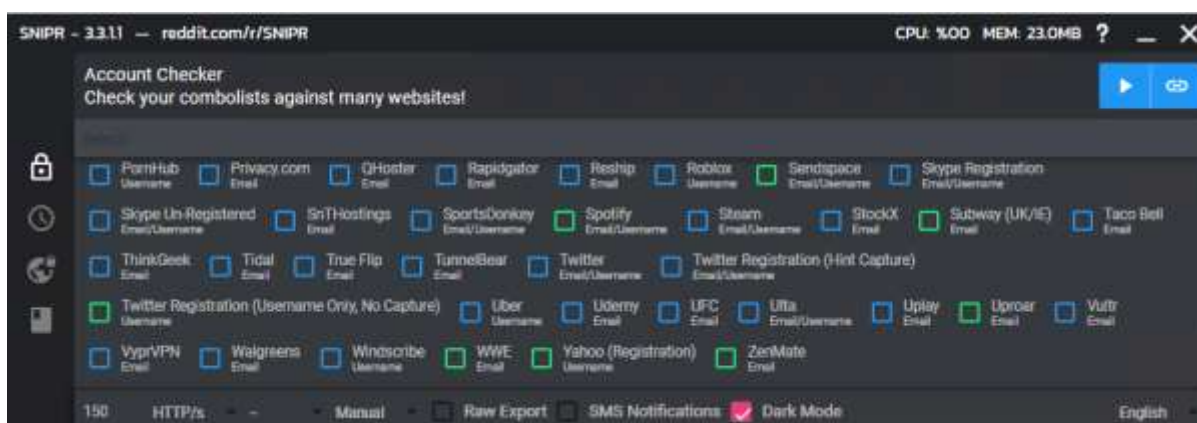 SNIPR - 3.3.1.1 — reddit.com/r/SNIPR CPU: %00 MEM: 23.0MB ?
Account Checker
Check your combolists against many websites!
PornHub Privacy.com QHoster Rapidgator Reship Roblox Sendspace Skype Registration
Username Email Email Email Email Username Email/Username Email/Username
Skype Un-Registered SnTHostings SportsDonkey Spotify Steam StockX Subway (UK/IE) Taco Bell
Email/Username Email Email/Username Email/Username Email/Username Email Email Email
ThinkGeek Tidal True Flip TunnelBear Twitter Twitter Registration (Hint Capture)
Email Email Email Email Email/Username Email/Username
Twitter Registration (Username Only, No Capture) Uber Udemy UFC Ulta Uplay Uproar Vultr
Username Username Email Email Email/Username Email Email Email
VyprVPN Walgreens Windscribe WWE Yahoo (Registration) ZenMate
Email Email Username Email Username Email
150 HTTP/s - Manual Raw Export SMS Notifications Dark Mode English